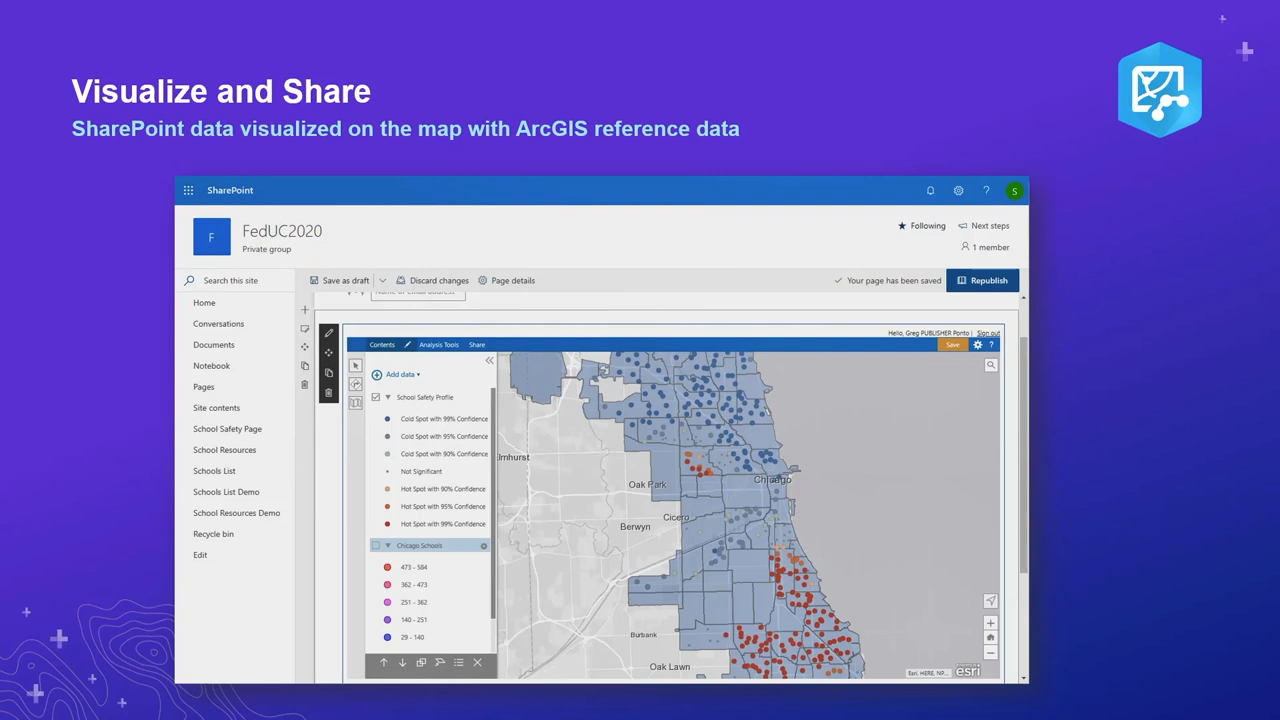 Visualize and Share
SharePoint data visualized on the map with ArcGIS reference data
SharePoint
?
S
F
FedUC2020
Private group
Following
Next steps
1 member
Search this site
Save as draft
Discard changes
Page details
Your page has been saved
Republish
Home
Conversations
Documents
Notebook
Pages
Site contents
School Safety Page
School Resources
Schools List
Schools List Demo
School Resources Demo
Recycle bin
Edit
Hello, Greg PUBLISHER Ponto | Sign out
Contents
Analysis Tools
Share
Save
?
Add data
School Safety Profile
Cold Spot with 99% Confidence
Cold Spot with 95% Confidence
Cold Spot with 90% Confidence
Not Significant
Hot Spot with 90% Confidence
Hot Spot with 95% Confidence
Hot Spot with 99% Confidence
Chicago Schools
473 - 584
362 - 473
251 - 362
140 - 251
29 - 140
lmhurst
Oak Park
Chicago
Cicero
Berwyn
Burbank
Oak Lawn
Esri, HERE, NP...
esri